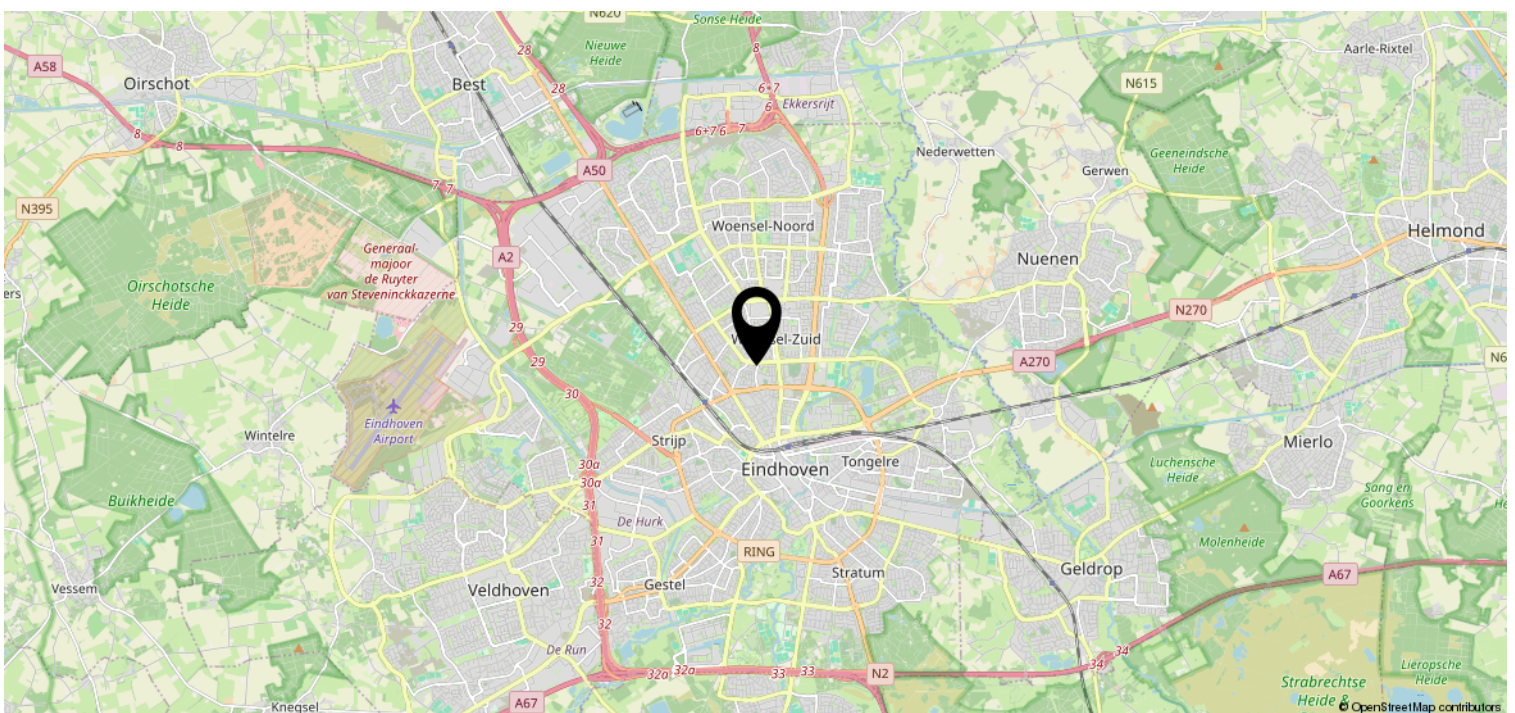 N620
Sonse Heide
28
8
Aarle-Rixtel
Nieuwe
Heide
A58
Oirschot
Best
28
6+7
N615
6
Ekkersrijt
8
8
6+7 6 7
Nederwetten
Geeneindsche
Heide
Gerwen
A50
7 7
N395
Woensel-Noord
Helmond
Generaal-
majoor
de Ruyter
van Steveninckkazerne
A2
Nuenen
Oirschotsche
Heide
ers
N270
29
29
A270
N6
30
Eindhoven
Airport
Wintelre
Strijp
Mierlo
Eindhoven
Tongelre
30a
30a
Luchensche
Heide
Buikheide
31
Sang en
Goorkens
De Hurk
31
Molenheide
RING
Vessem
32
Gestel
Stratum
Geldrop
A67
Veldhoven
32
De Run
34
34
32a 32a
33 33
N2
Lieropsche
Heide
Strabrechtse
Heide &
A67
Knegsel
© OpenStreetMap contributors